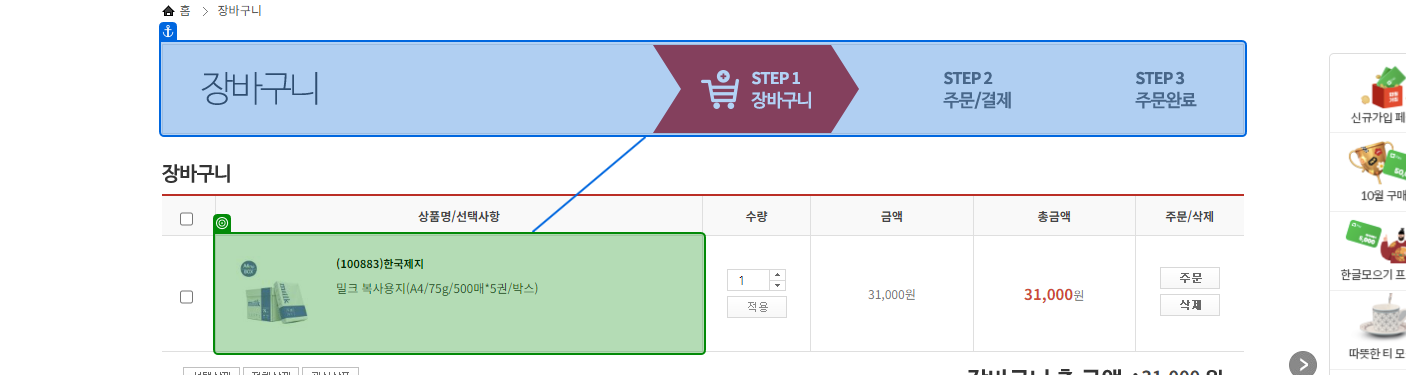 홈 > 장바구니
장바구니
STEP 1
장바구니
STEP 2
주문/결제
STEP 3
주문완료
장바구니
상품명/선택사항 수량 금액 총금액 주문/삭제
(100883)한국제지
밀크 복사용지(A4/75g/500매*5권/박스)
1
적용
31,000원
31,000원
주문
삭제
신규가입
10월 구매
한글모으기
따뜻한 티 모